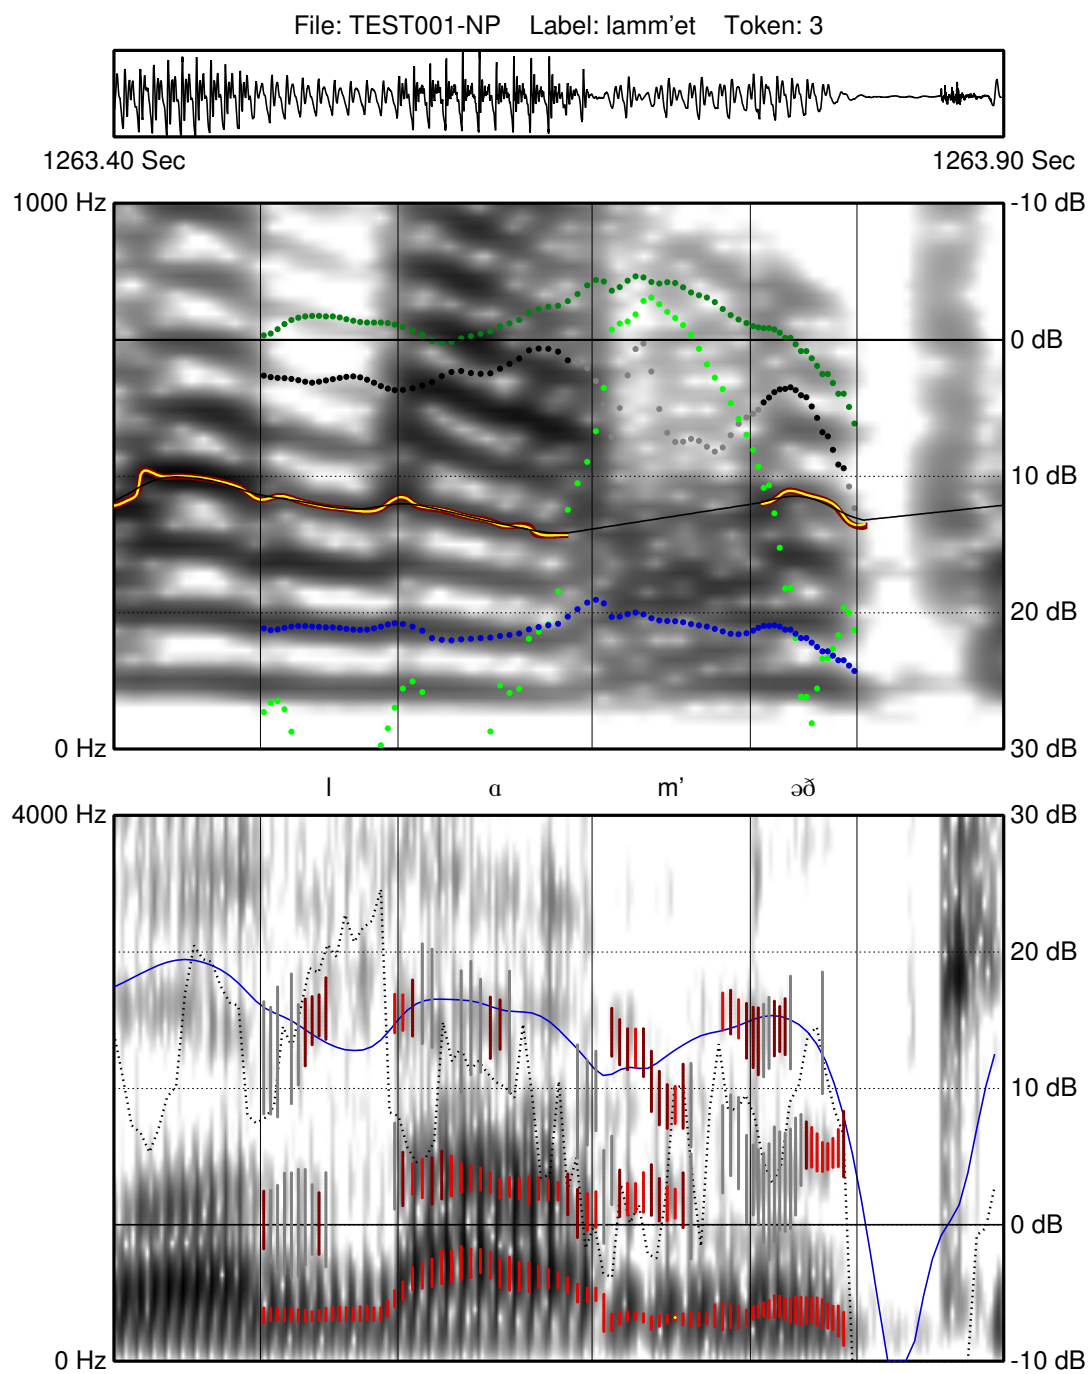 File: TEST001-NP Label: lamm'et Token: 3
1263.40 Sec 1263.90 Sec
1000 Hz -10 dB
0 dB
10 dB
20 dB
0 Hz 30 dB
l ɑ m’ əð
4000 Hz 30 dB
20 dB
10 dB
0 dB
0 Hz -10 dB